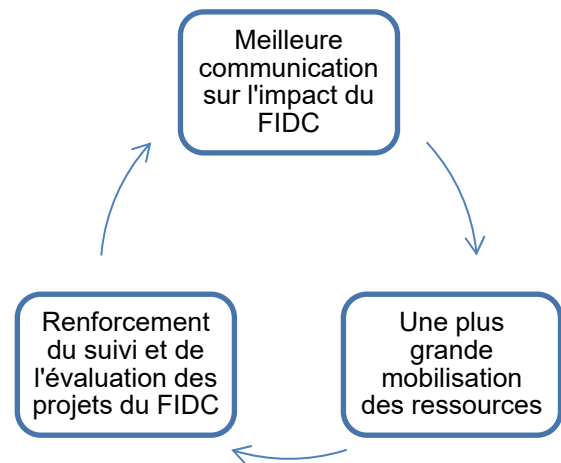 Meilleure
communication
sur l'impact du
FIDC
Renforcement
du suivi et de
l'évaluation des
projets du FIDC
Une plus
grande
mobilisation
des ressources